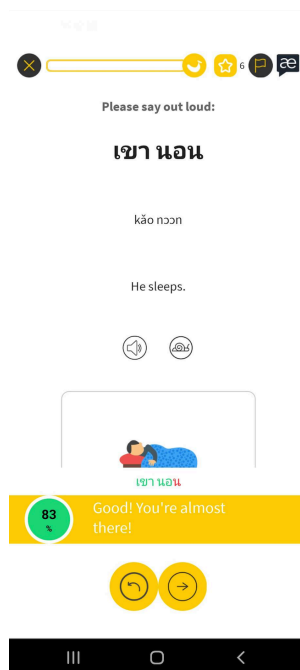 6
æ
Please say out loud:
เขา นอน
kǎo nɔɔn
He sleeps.
เขา นอน
83
%
Good! You're almost
there!